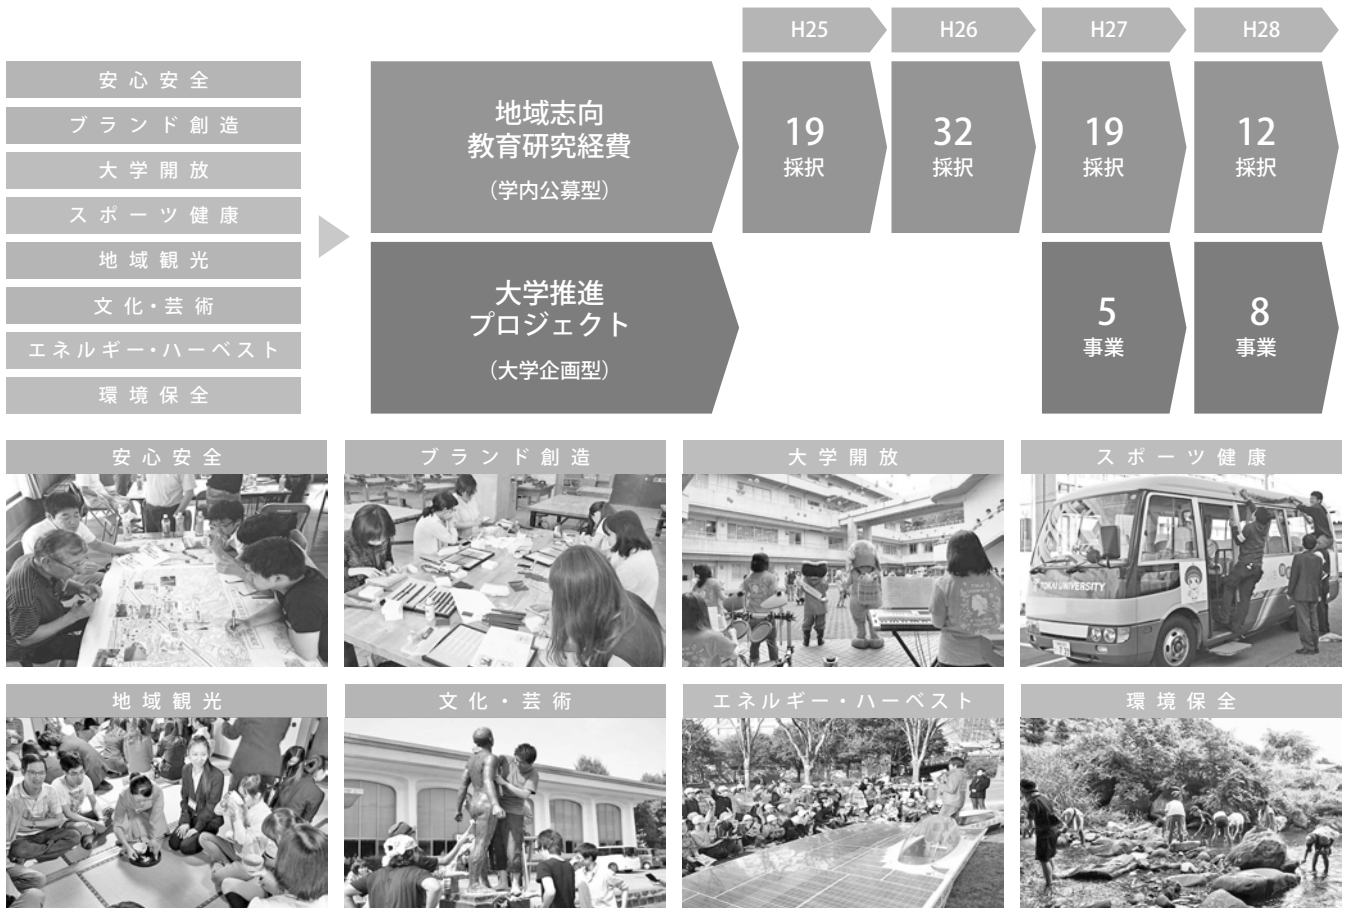 H25
H26
H27
H28
安心安全
ブランド創造
大学開放
スポーツ健康
地域観光
文化・芸術
エネルギー・ハーベスト
環境保全
地域志向
教育研究経費
(学内公募型)
19
採択
32
採択
19
採択
12
採択
大学推進
プロジェクト
(大学企画型)
5
事業
8
事業
安心安全
ブランド創造
大学開放
スポーツ健康
TOKAI UNIVERSITY
地域観光
文化・芸術
エネルギー・ハーベスト
環境保全